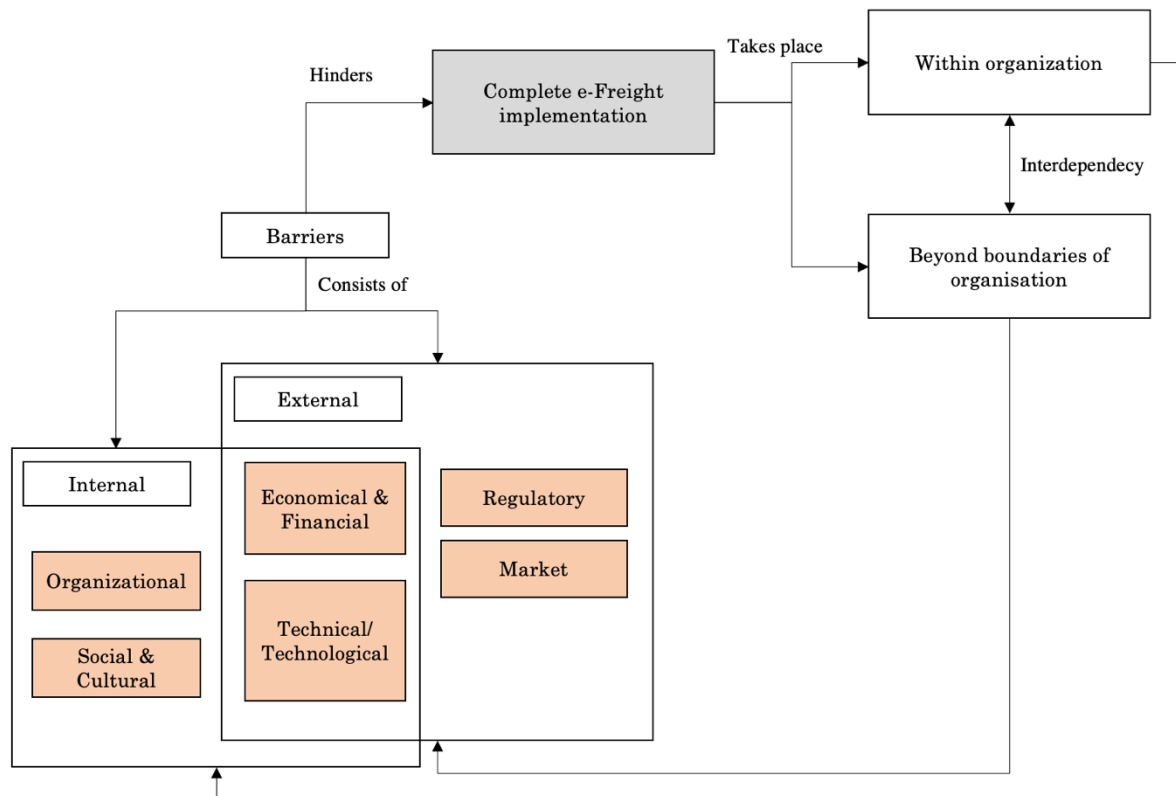 Takes place
Within organization
Hinders
Complete e-Freight
implementation
Interdependecy
Barriers
Beyond boundaries of
organisation
Consists of
External
Internal
Economical &
Financial
Regulatory
Market
Organizational
Technical/
Technological
Social &
Cultural